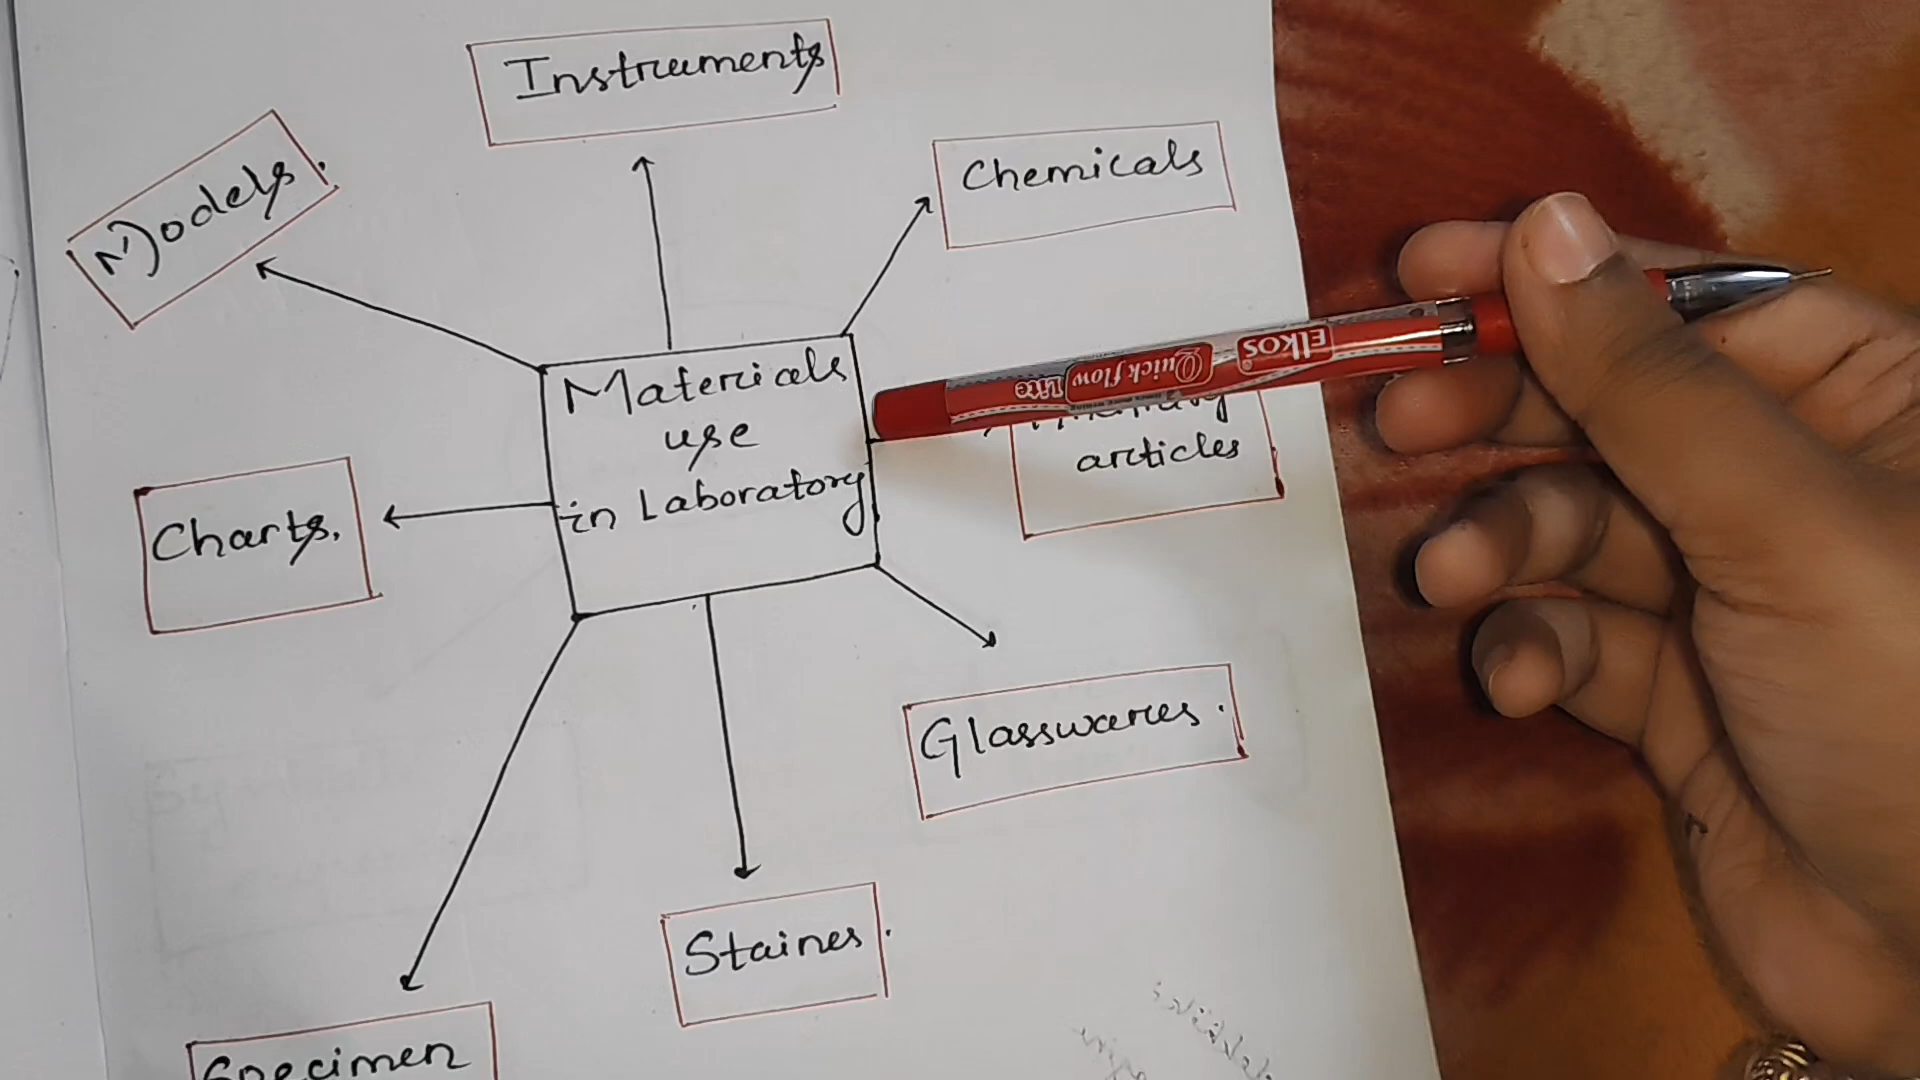 Instruments
Models.
Chemicals
Materials
use
in Laboratory
Elkos
Quick flow
Lite
articles
Charts.
Glasswares.
Staines.
Specimen